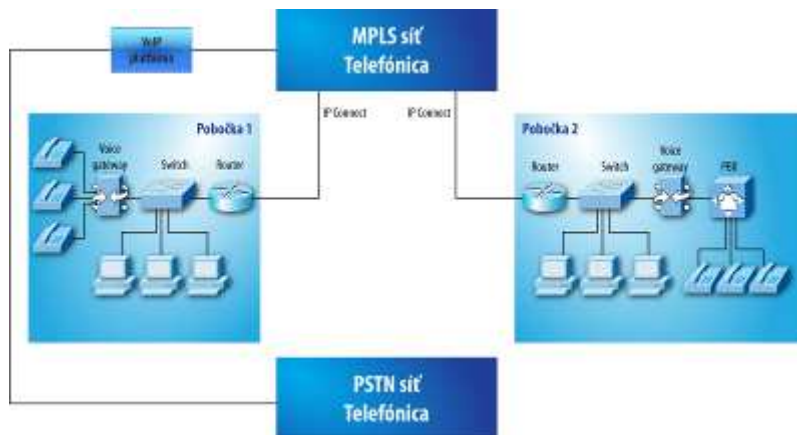 VoIP
platforma
MPLS síť
Telefónica
IP Connect
IP Connect
Pobočka 1
Voice
gateway
Switch
Router
Pobočka 2
Router
Switch
Voice
gateway
PBX
PSTN síť
Telefónica